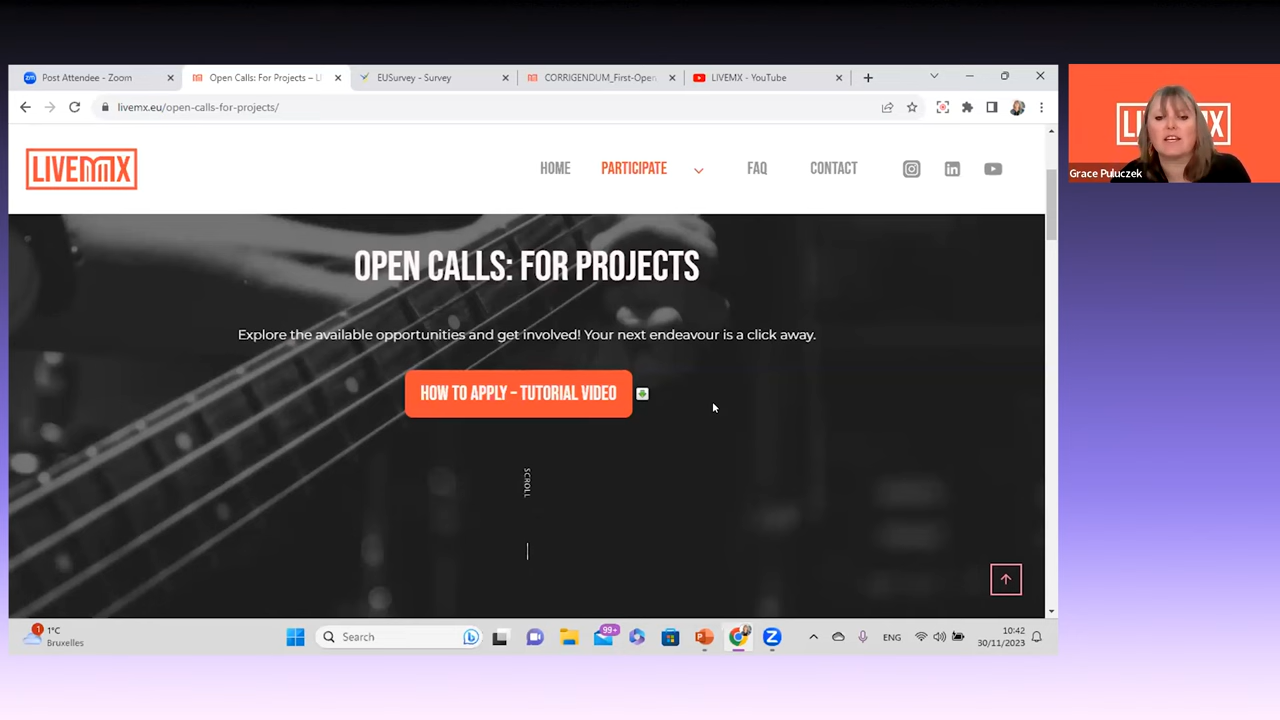 Post Attendee - Zoom
Open Calls: For Projects – LI
EUSurvey - Survey
CORRIGENDUM_First-Open
LIVEMX - YouTube
livemx.eu/open-calls-for-projects/
LIVEMX
HOME
PARTICIPATE
FAQ
CONTACT
OPEN CALLS: FOR PROJECTS
Explore the available opportunities and get involved! Your next endeavour is a click away.
HOW TO APPLY – TUTORIAL VIDEO
SCROLL
1
1°C
Bruxelles
Search
99+
ENG
10:42
30/11/2023
Grace Puluczek